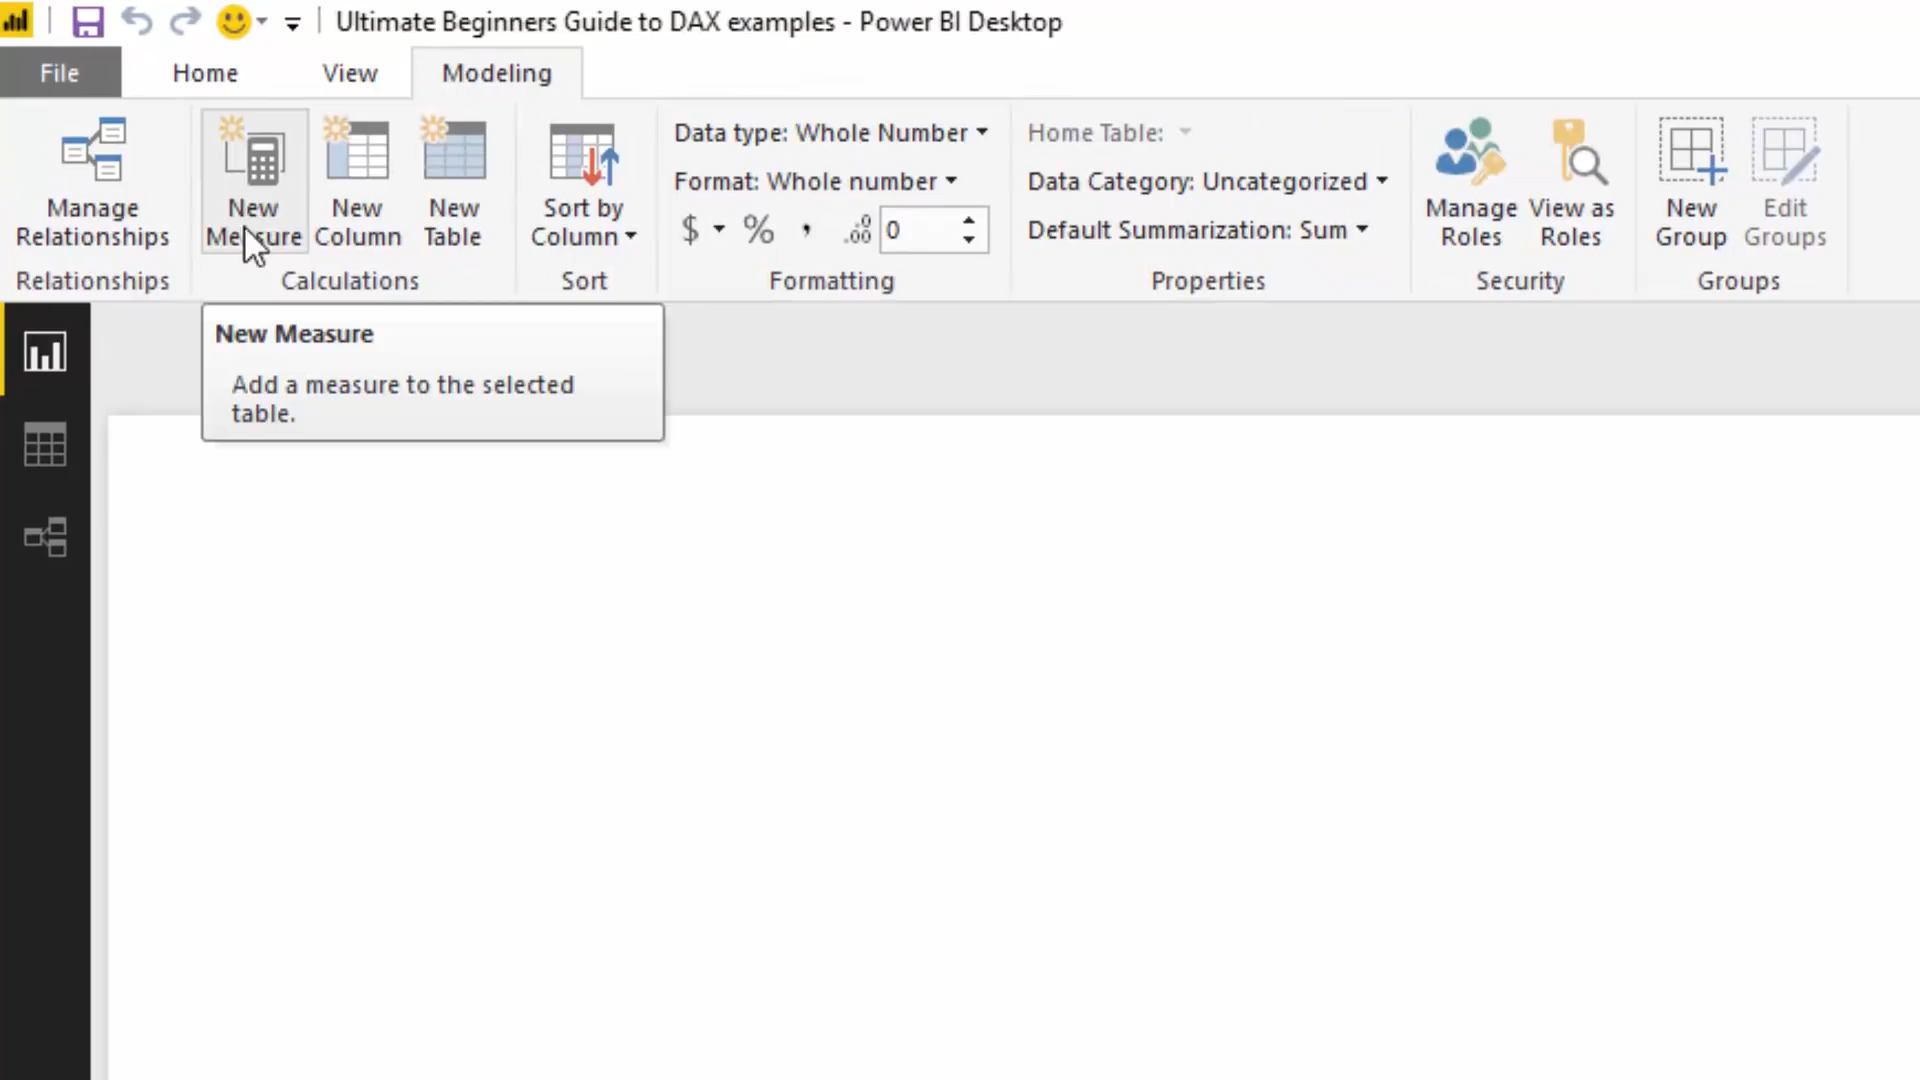 Ultimate Beginners Guide to DAX examples - Power BI Desktop
File Home View Modeling
Manage Relationships
New Measure
New Column
New Table
Sort by Column
Data type: Whole Number
Format: Whole number
$ % , .00 0
Home Table:
Data Category: Uncategorized
Default Summarization: Sum
Manage Roles
View as Roles
New Group
Edit Groups
Relationships Calculations Sort Formatting Properties Security Groups
New Measure
Add a measure to the selected
table.